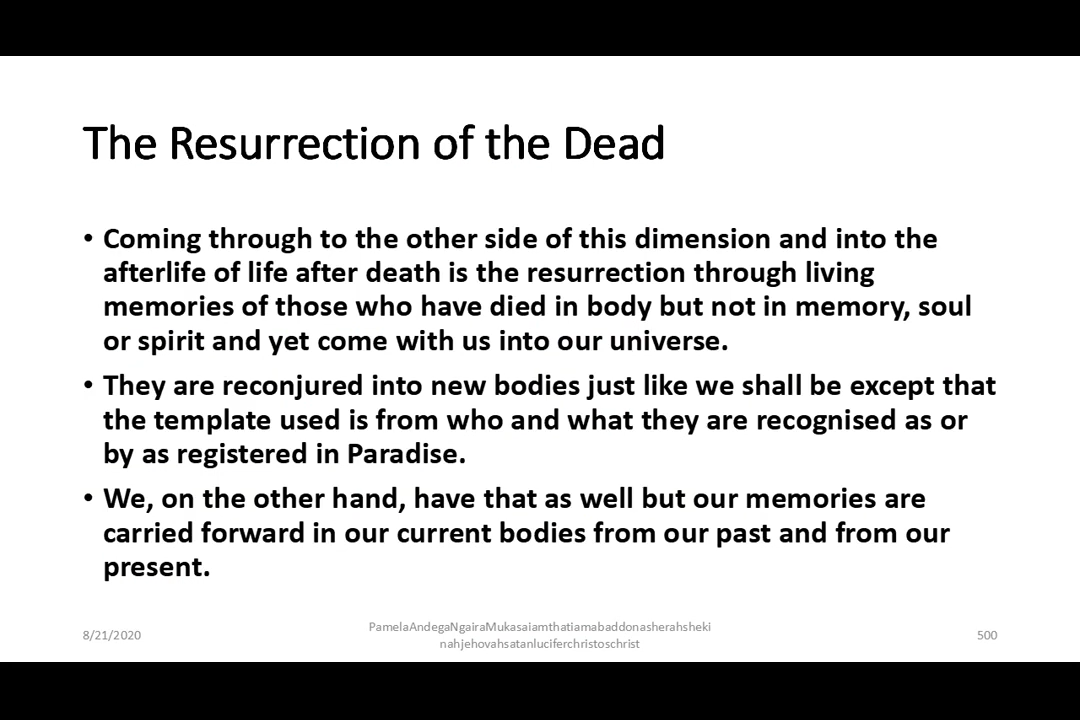 The Resurrection of the Dead
• Coming through to the other side of this dimension and into the
afterlife of life after death is the resurrection through living
memories of those who have died in body but not in memory, soul
or spirit and yet come with us into our universe.
• They are reconjured into new bodies just like we shall be except that
the template used is from who and what they are recognised as or
by as registered in Paradise.
• We, on the other hand, have that as well but our memories are
carried forward in our current bodies from our past and from our
present.
8/21/2020
PamelaAndegaNgairaMukasaiamthatiamabaddonasherahsheki
nahjehovahsatanluciferchristoschrist
500